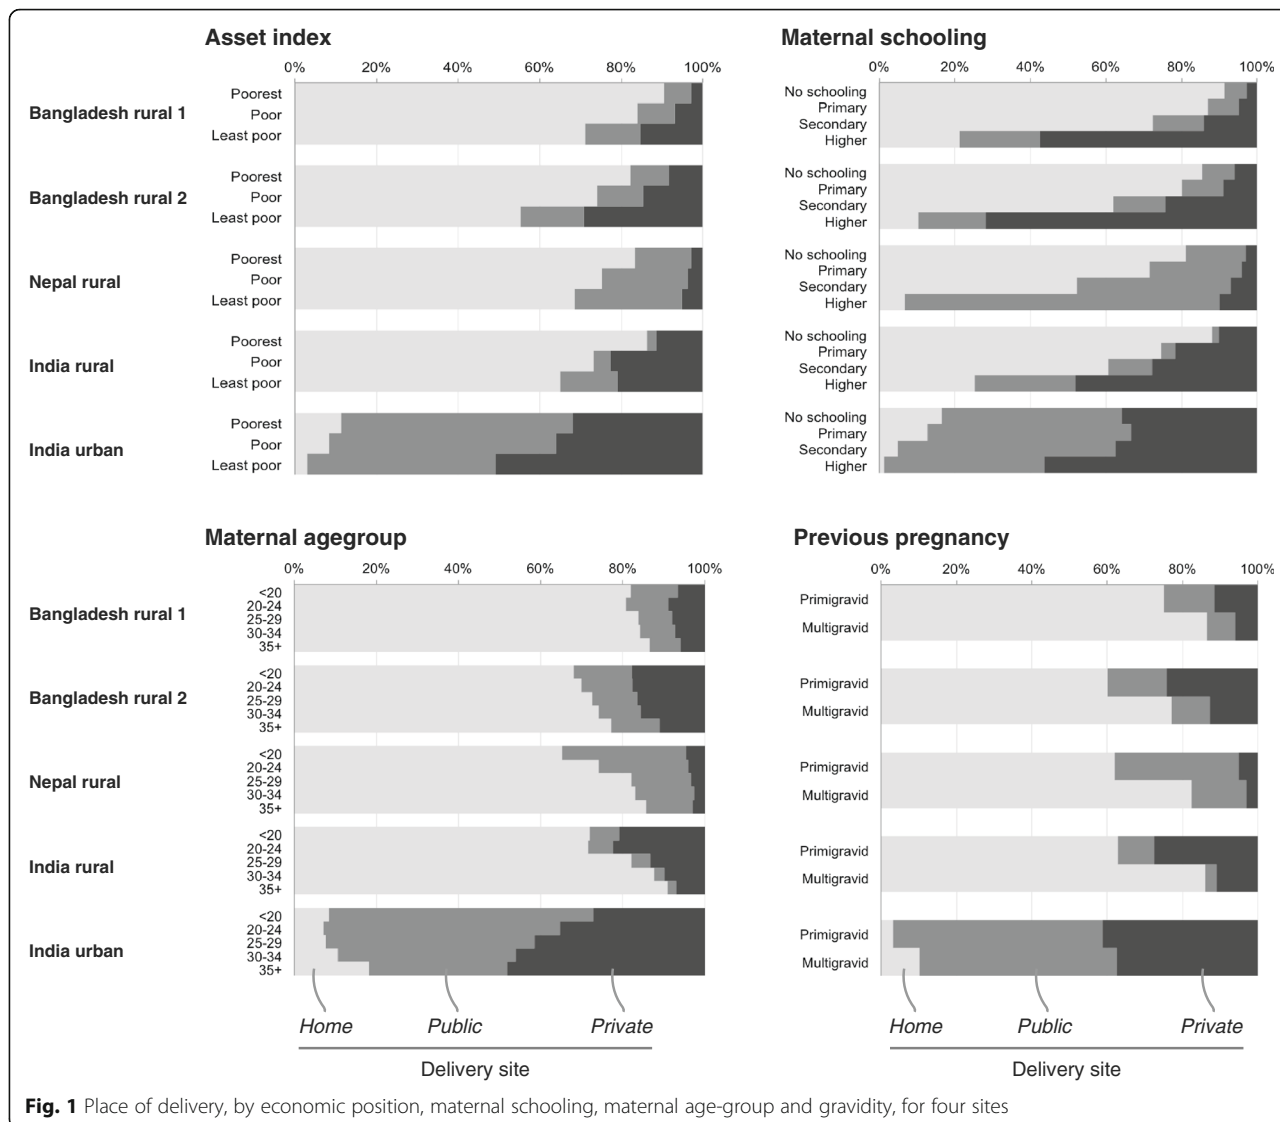 Asset index
0% 20% 40% 60% 80% 100%
Bangladesh rural 1
Poorest
Poor
Least poor
Bangladesh rural 2
Poorest
Poor
Least poor
Nepal rural
Poorest
Poor
Least poor
India rural
Poorest
Poor
Least poor
India urban
Poorest
Poor
Least poor
Maternal schooling
0% 20% 40% 60% 80% 100%
No schooling
Primary
Secondary
Higher
No schooling
Primary
Secondary
Higher
No schooling
Primary
Secondary
Higher
No schooling
Primary
Secondary
Higher
No schooling
Primary
Secondary
Higher
Maternal agegroup
0% 20% 40% 60% 80% 100%
Bangladesh rural 1
<20
20-24
25-29
30-34
35+
Bangladesh rural 2
<20
20-24
25-29
30-34
35+
Nepal rural
<20
20-24
25-29
30-34
35+
India rural
<20
20-24
25-29
30-34
35+
India urban
<20
20-24
25-29
30-34
35+
Home Public Private
Delivery site
Previous pregnancy
0% 20% 40% 60% 80% 100%
Primigravid
Multigravid
Primigravid
Multigravid
Primigravid
Multigravid
Primigravid
Multigravid
Primigravid
Multigravid
Home Public Private
Delivery site
Fig. 1 Place of delivery, by economic position, maternal schooling, maternal age-group and gravidity, for four sites